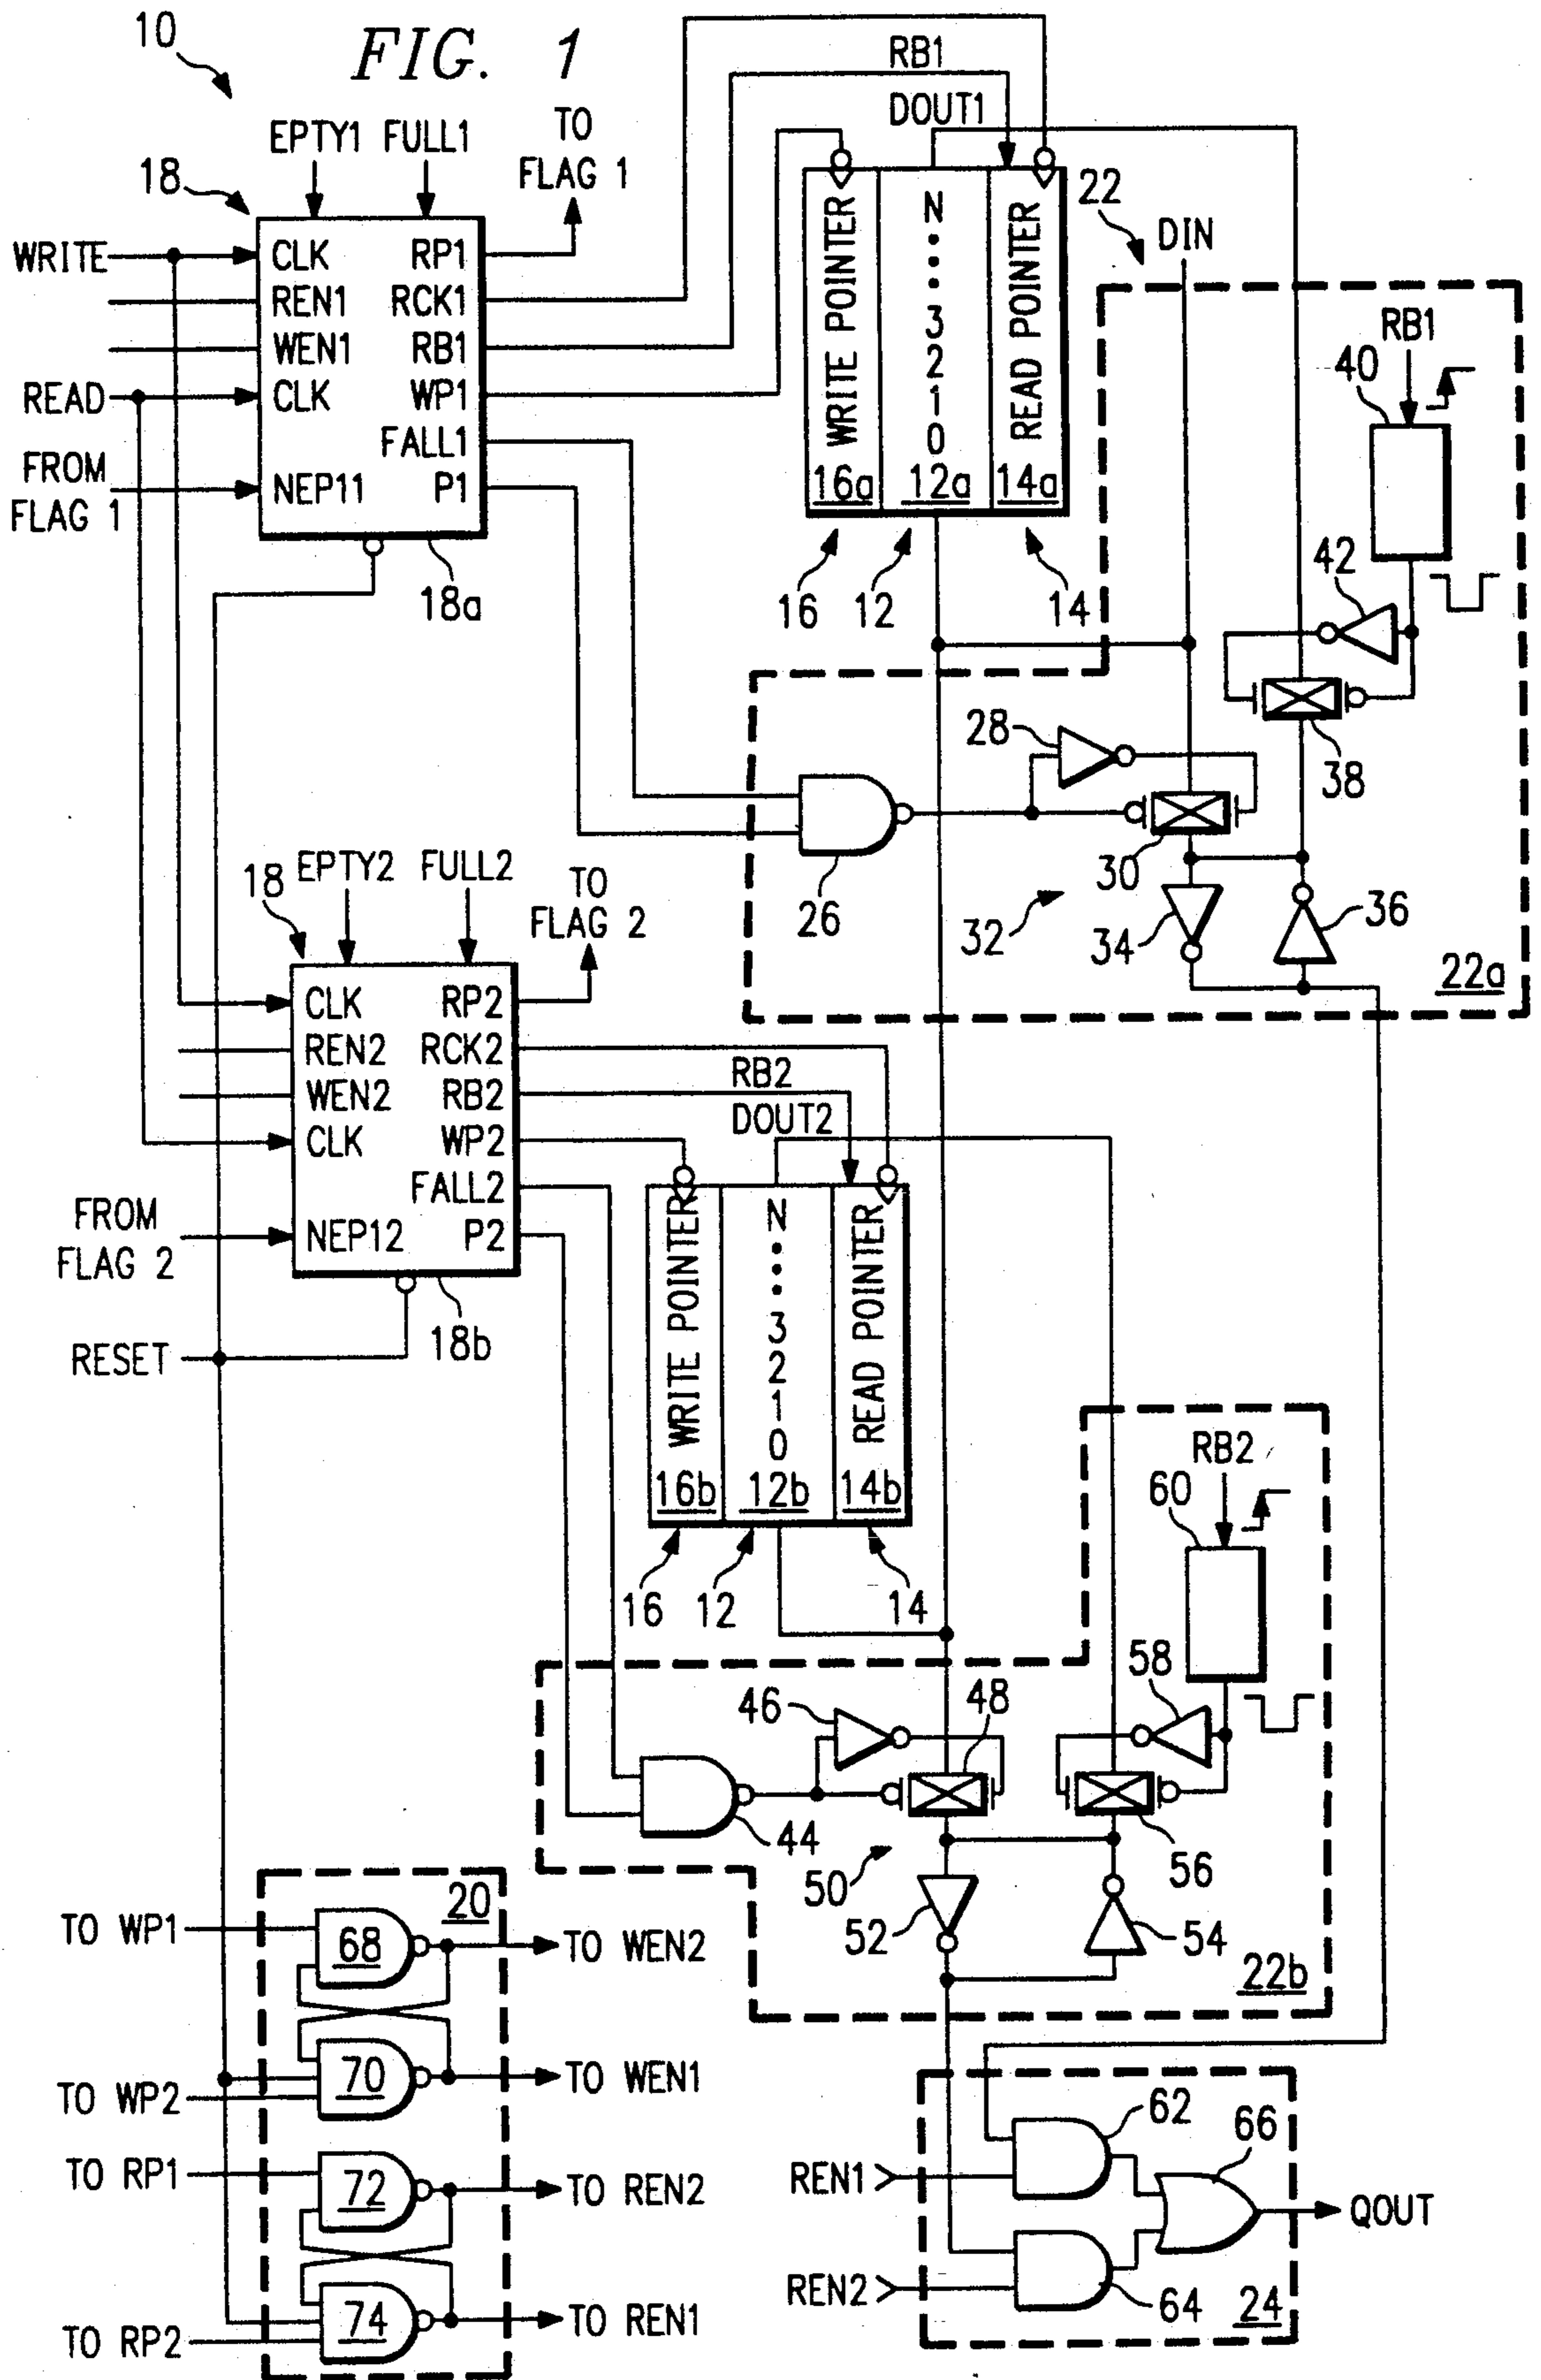 10
FIG. 1
RB1
DOUT1
EPTY1
FULL1
TO
FLAG 1
18
22
DIN
WRITE
CLK
RP1
REN1
RCK1
WEN1
RB1
READ
CLK
WP1
FALL1
FROM
FLAG 1
NEP11
P1
18a
WRITE POINTER
N
3
2
1
0
READ POINTER
16a
12a
14a
16
12
14
RB1
40
42
38
28
30
26
32
34
36
22a
18
EPTY2
FULL2
TO
FLAG 2
CLK
RP2
REN2
RCK2
WEN2
RB2
CLK
WP2
FALL2
FROM
FLAG 2
NEP12
P2
18b
RESET
RB2
DOUT2
WRITE POINTER
N
3
2
1
0
READ POINTER
16b
12b
14b
16
12
14
RB2
60
58
46
48
44
56
50
52
54
22b
20
TO WP1
68
TO WEN2
70
TO WEN1
TO WP2
TO RP1
72
TO REN2
74
TO REN1
TO RP2
62
66
REN1
QOUT
REN2
64
24